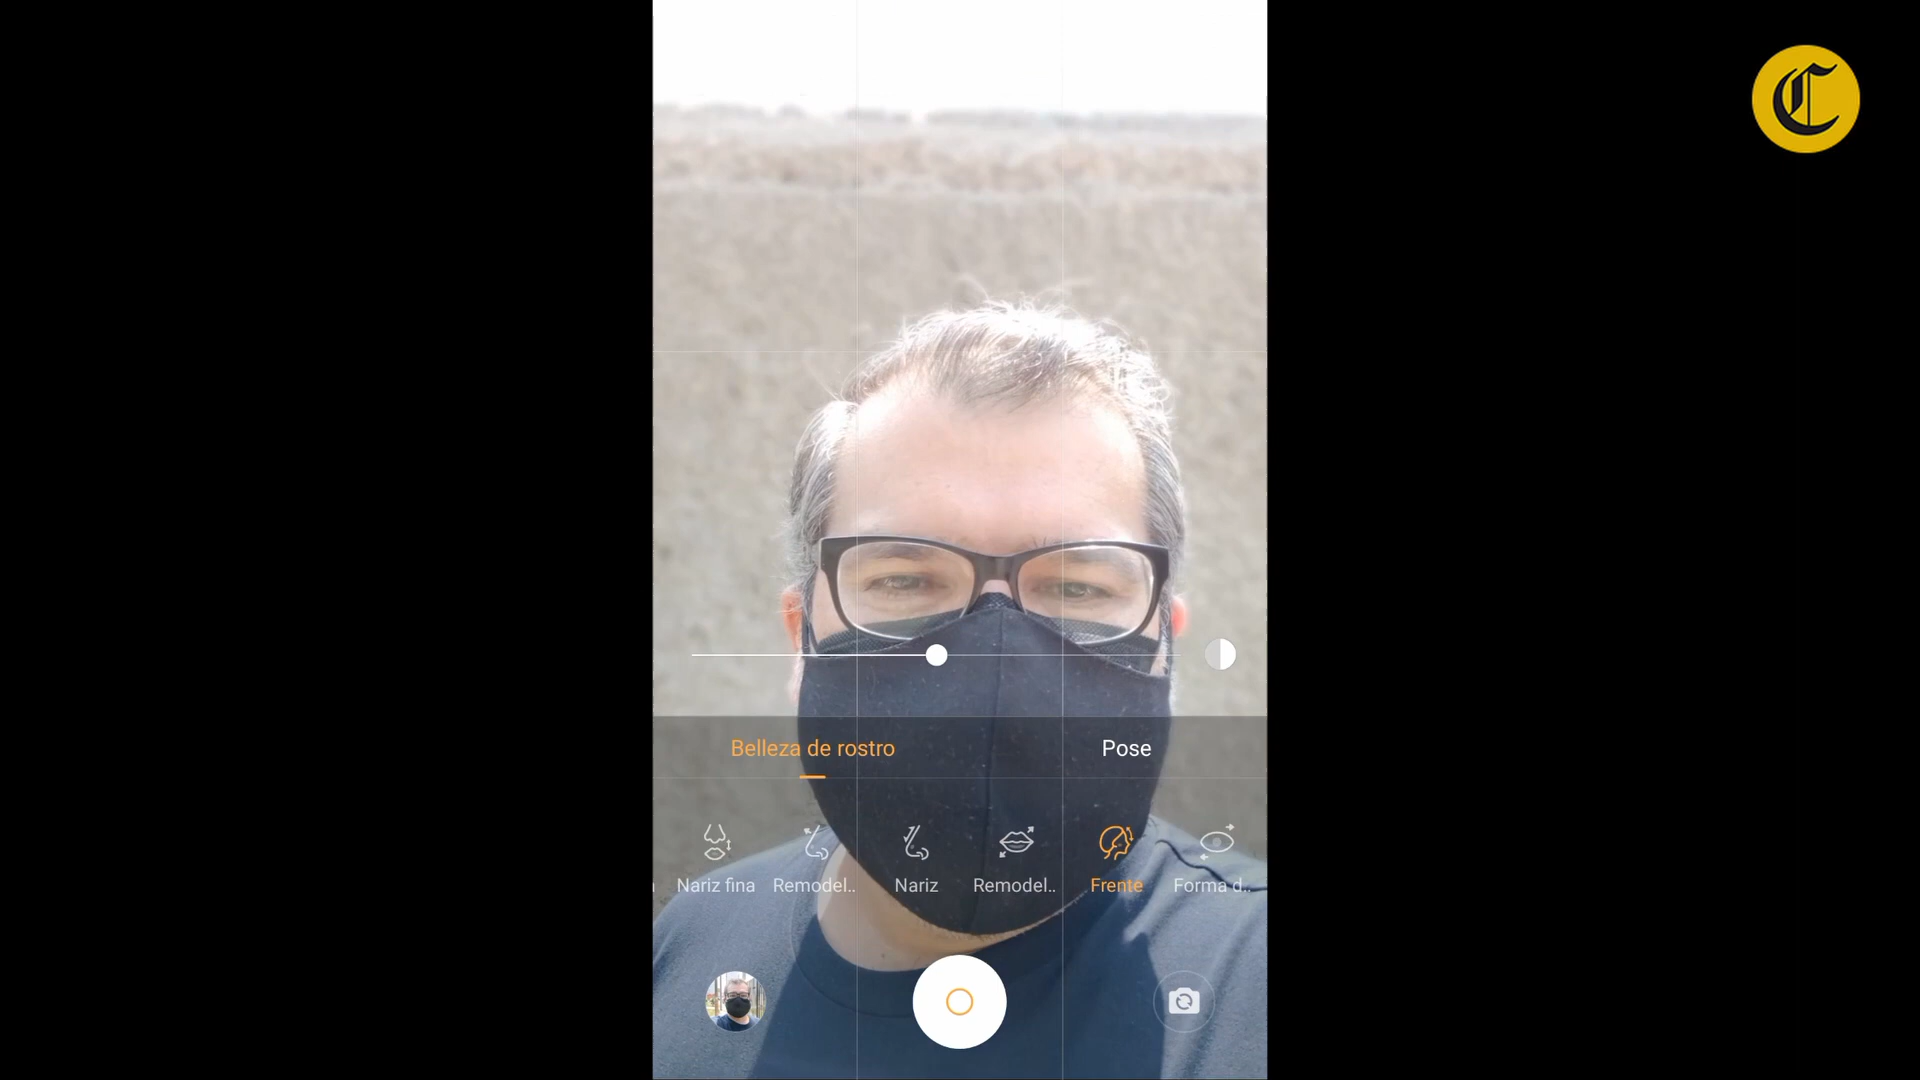 C
Belleza de rostro
Pose
Nariz fina
Remodel..
Nariz
Remodel..
Frente
Forma d..